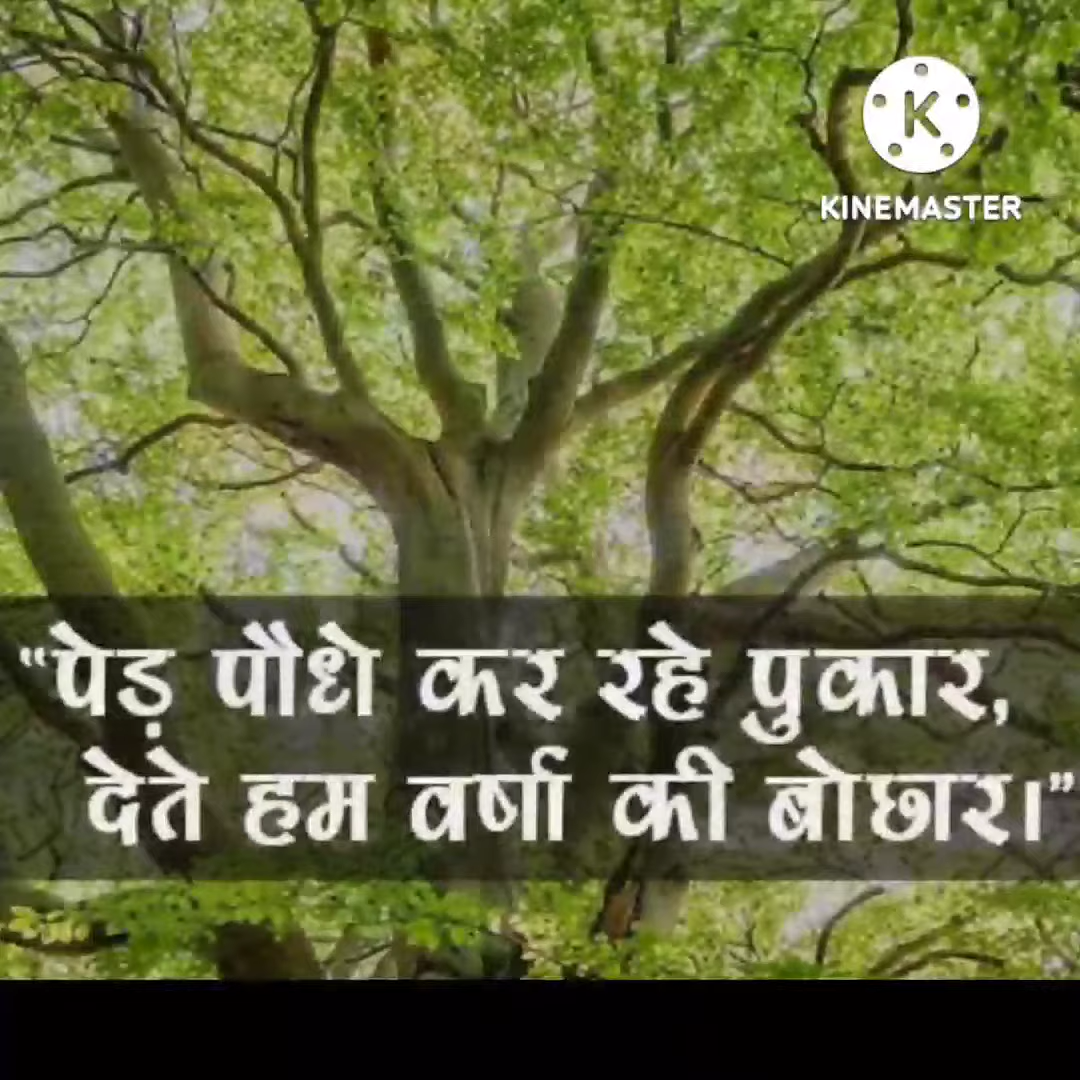 KINEMASTER
"पेड़ पौधे कर रहे पुकार,
देते हम वर्षा की बोछार।"